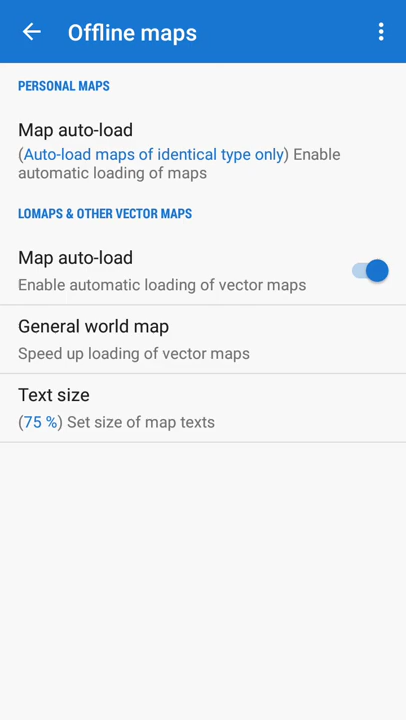 Offline maps
PERSONAL MAPS
Map auto-load
(Auto-load maps of identical type only) Enable
automatic loading of maps
LOMAPS & OTHER VECTOR MAPS
Map auto-load
Enable automatic loading of vector maps
General world map
Speed up loading of vector maps
Text size
(75 %) Set size of map texts